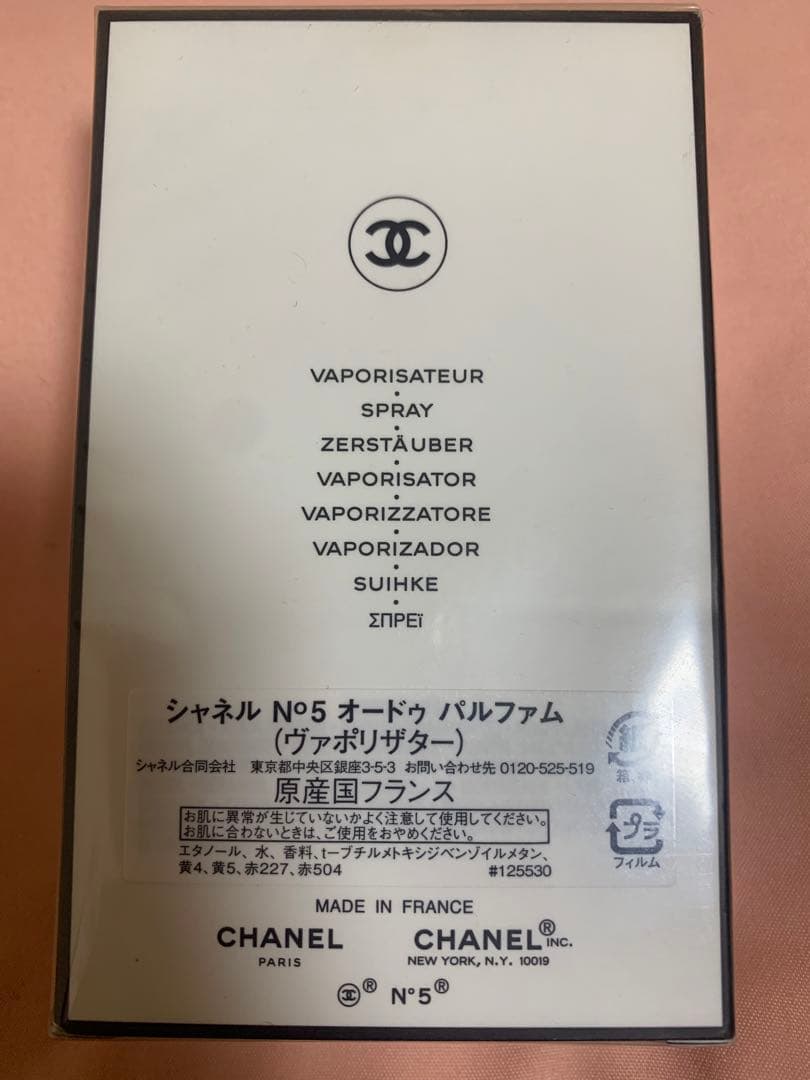 VAPORISATEUR
SPRAY
ZERSTÄUBER
VAPORISATOR
VAPORIZZATORE
VAPORIZADOR
SUIHKE
ΣΠΡΕΪ
シャネル Nº5 オードゥ パルファム
(ヴァポリザター)
シャネル合同会社 東京都中央区銀座3-5-3 お問い合わせ先 0120-525-519
原産国フランス
お肌に異常が生じていないかよく注意して使用してください。
お肌に合わないときは、ご使用をおやめください。
エタノール、水、香料、t-ブチルメトキシジベンゾイルメタン、
黄4、黄5、赤227、赤504 #125530
プラ
フィルム
MADE IN FRANCE
CHANEL CHANEL® INC.
PARIS NEW YORK, N.Y. 10019
® N°5®